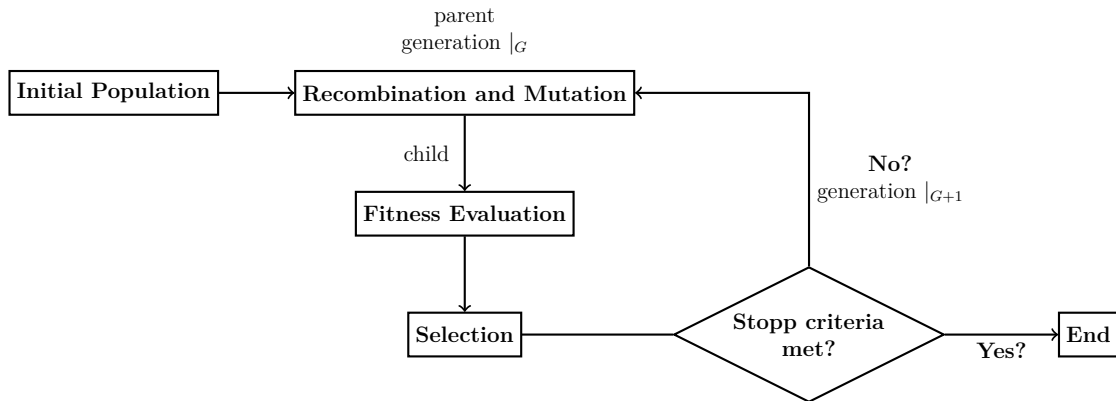 parent
generation |G
Initial Population
Recombination and Mutation
child
No?
generation |G+1
Fitness Evaluation
Selection
Stopp criteria
met?
Yes?
End